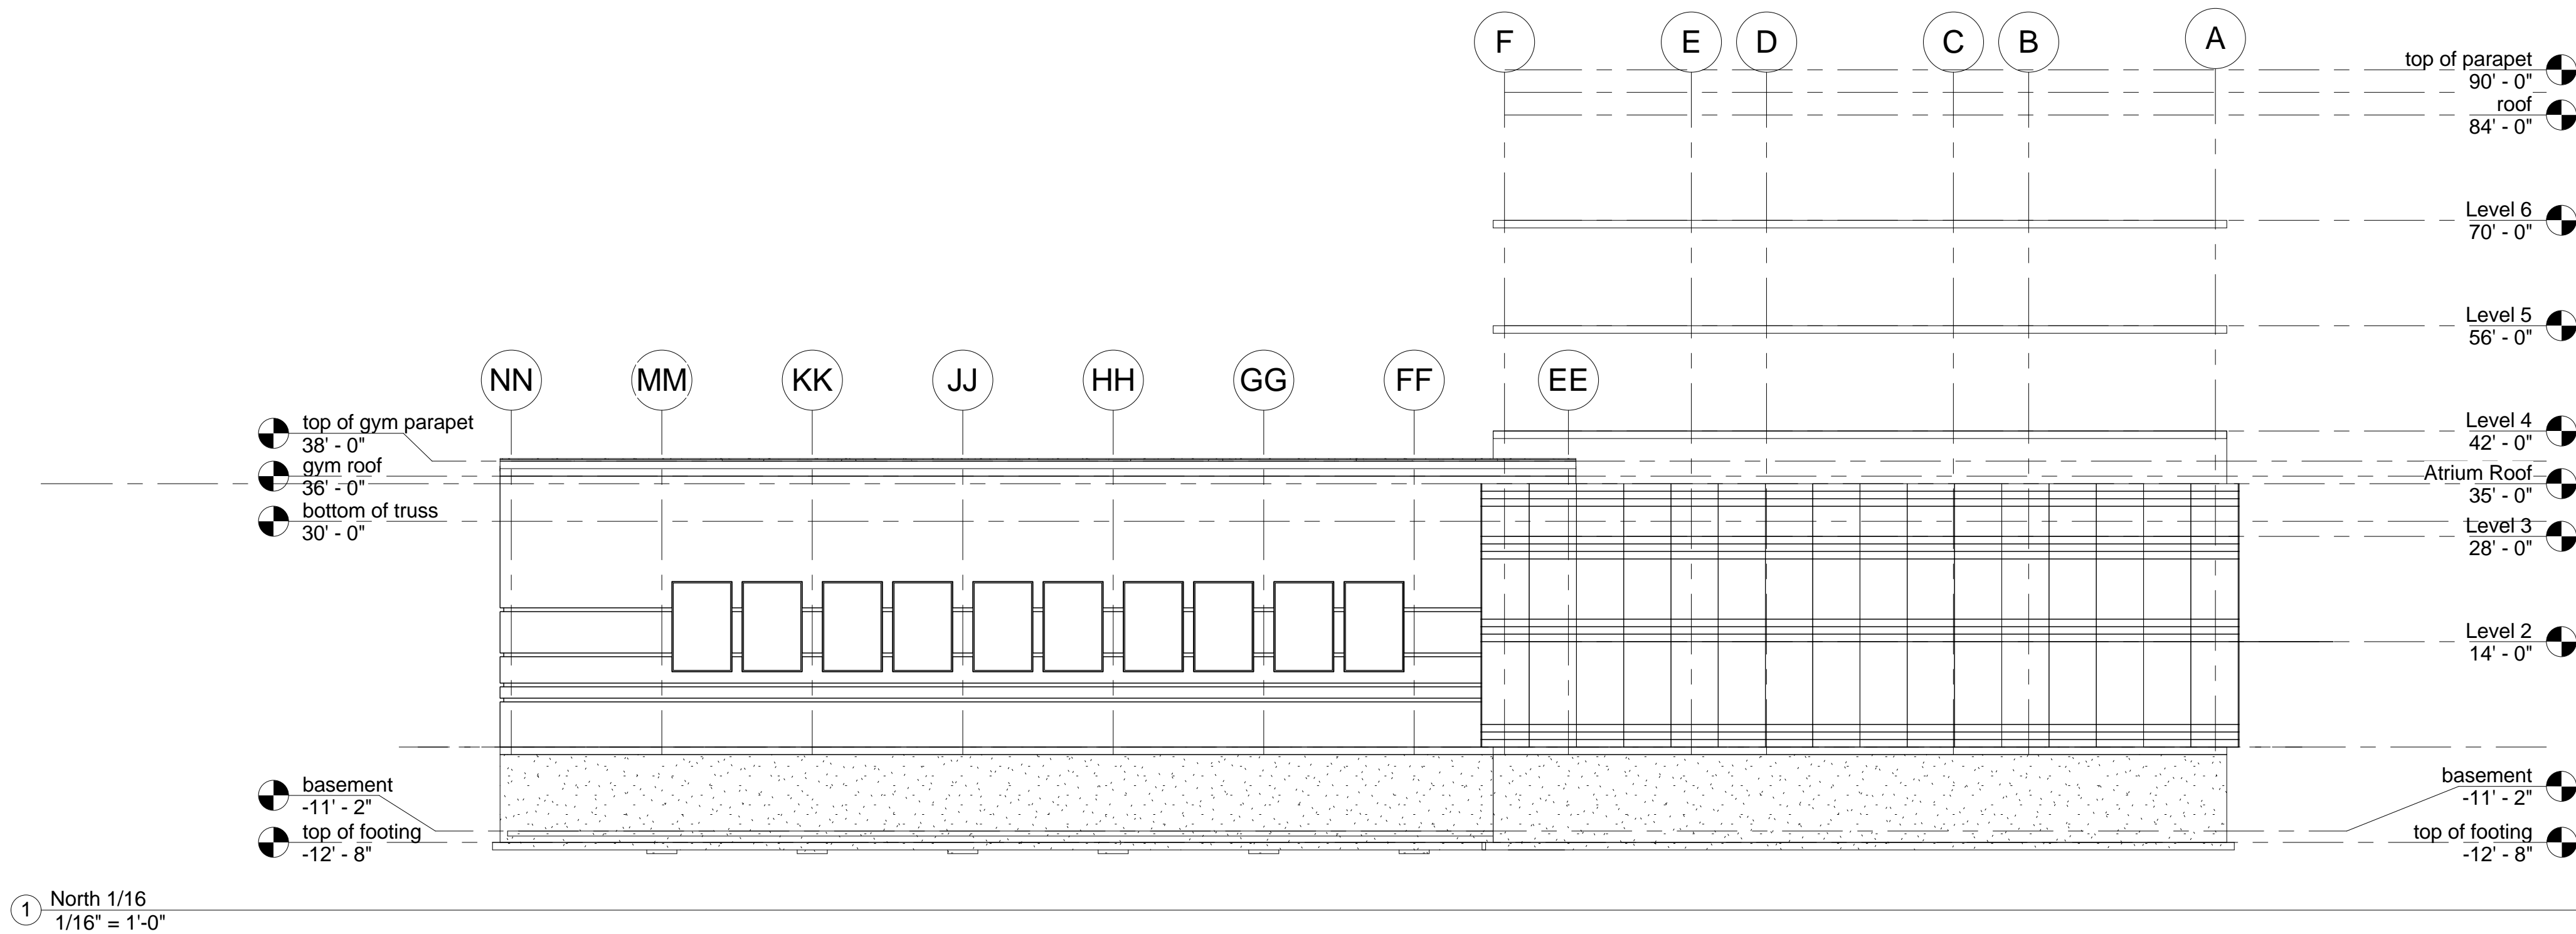 F E D C B A
top of parapet
90' - 0"
roof
84' - 0"
Level 6
70' - 0"
Level 5
56' - 0"
NN MM KK JJ HH GG FF EE
top of gym parapet
38' - 0"
gym roof
36' - 0"
bottom of truss
30' - 0"
Level 4
42' - 0"
Atrium Roof
35' - 0"
Level 3
28' - 0"
Level 2
14' - 0"
basement
-11' - 2"
top of footing
-12' - 8"
basement
-11' - 2"
top of footing
-12' - 8"
1 North 1/16
1/16" = 1'-0"